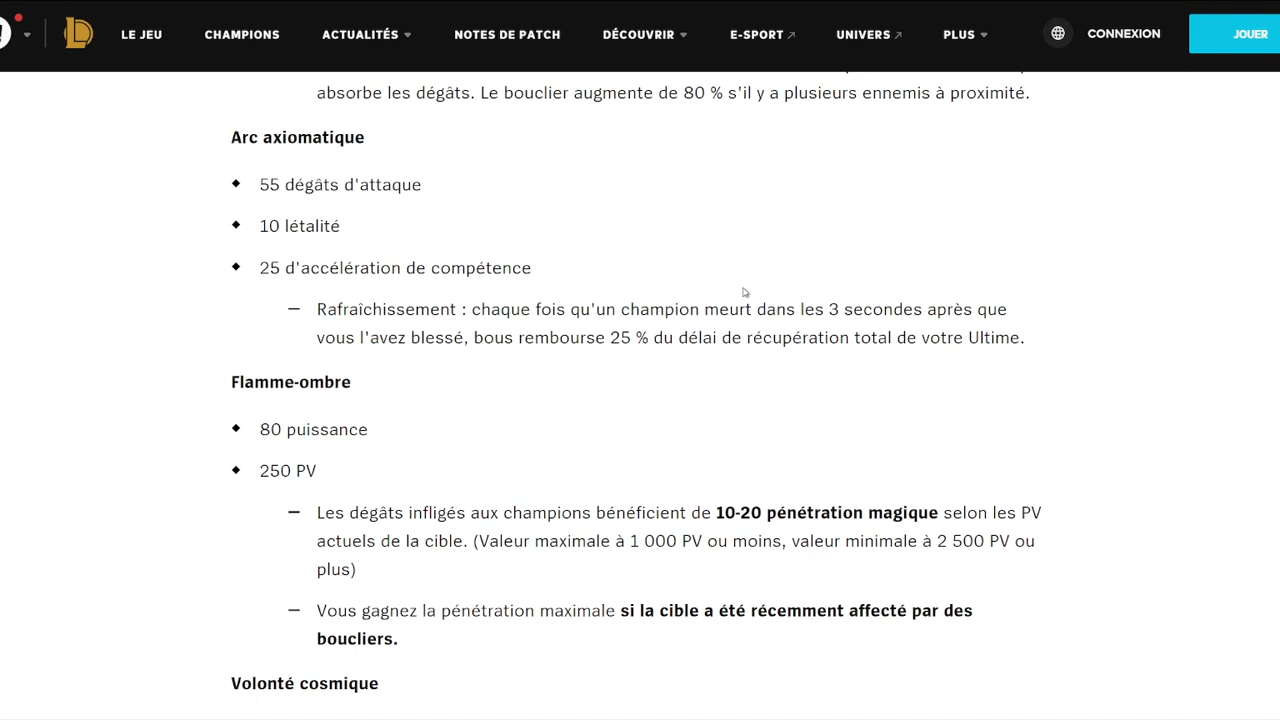 LE JEU CHAMPIONS ACTUALITÉS NOTES DE PATCH DÉCOUVRIR E-SPORT UNIVERS PLUS CONNEXION JOUER
absorbe les dégâts. Le bouclier augmente de 80 % s'il y a plusieurs ennemis à proximité.
Arc axiomatique
55 dégâts d'attaque
10 létalité
25 d'accélération de compétence
— Rafraîchissement : chaque fois qu'un champion meurt dans les 3 secondes après que
vous l'avez blessé, bous rembourse 25 % du délai de récupération total de votre Ultime.
Flamme-ombre
80 puissance
250 PV
— Les dégâts infligés aux champions bénéficient de 10-20 pénétration magique selon les PV
actuels de la cible. (Valeur maximale à 1 000 PV ou moins, valeur minimale à 2 500 PV ou
plus)
— Vous gagnez la pénétration maximale si la cible a été récemment affecté par des
boucliers.
Volonté cosmique